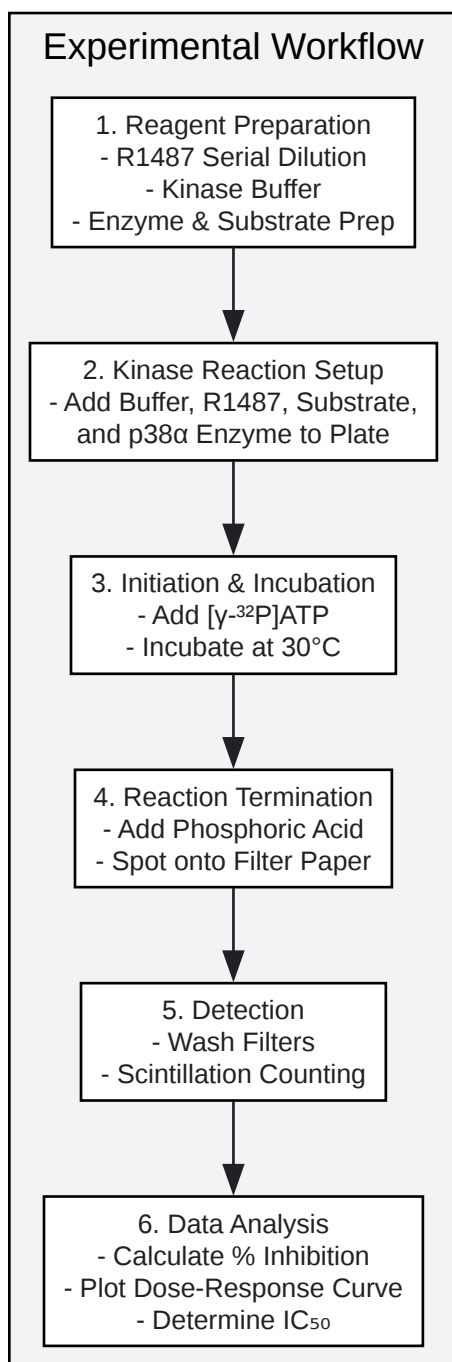 Experimental Workflow
1. Reagent Preparation
- R1487 Serial Dilution
- Kinase Buffer
- Enzyme & Substrate Prep
2. Kinase Reaction Setup
- Add Buffer, R1487, Substrate,
and p38α Enzyme to Plate
3. Initiation & Incubation
- Add [γ-³²P]ATP
- Incubate at 30°C
4. Reaction Termination
- Add Phosphoric Acid
- Spot onto Filter Paper
5. Detection
- Wash Filters
- Scintillation Counting
6. Data Analysis
- Calculate % Inhibition
- Plot Dose-Response Curve
- Determine IC₅₀